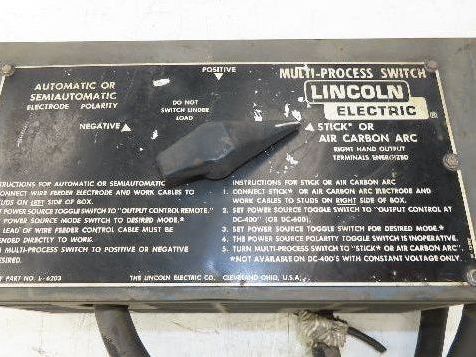 POSITIVE
MULTI-PROCESS SWITCH
AUTOMATIC OR
SEMIAUTOMATIC
ELECTRODE POLARITY
DO NOT
SWITCH UNDER
LOAD
NEGATIVE
LINCOLN
ELECTRIC
®
STICK* OR
AIR CARBON ARC
RIGHT HAND OUTPUT
TERMINALS ENERGIZED
STRUCTIONS FOR AUTOMATIC OR SEMIAUTOMATIC
CONNECT WIRE FEEDER ELECTRODE AND WORK CABLES TO
STUDS ON LEFT SIDE OF BOX.
POWER SOURCE TOGGLE SWITCH TO "OUTPUT CONTROL REMOTE."
POWER SOURCE MODE SWITCH TO DESIRED MODE.*
LEAD OF WIRE FEEDER CONTROL CABLE MUST BE
ENDED DIRECTLY TO WORK.
MULTI-PROCESS SWITCH TO POSITIVE OR NEGATIVE
ESIRED.
INSTRUCTIONS FOR STICK OR AIR CARBON ARC
1. CONNECT STICK* OR AIR CARBON ARC ELECTRODE AND
WORK CABLES TO STUDS ON RIGHT SIDE OF BOX.
2. SET POWER SOURCE TOGGLE SWITCH TO "OUTPUT CONTROL AT
DC-400" (OR DC-600).
3. SET POWER SOURCE TOGGLE SWITCH FOR DESIRED MODE.*
4. THE POWER SOURCE POLARITY TOGGLE SWITCH IS INOPERATIVE.
5. TURN MULTI-PROCESS SWITCH TO "STICK* OR AIR CARBON ARC".
*NOT AVAILABLE ON DC-400'S WITH CONSTANT VOLTAGE ONLY.
PART NO. L-6203
THE LINCOLN ELECTRIC CO. CLEVELAND OHIO, U.S.A.